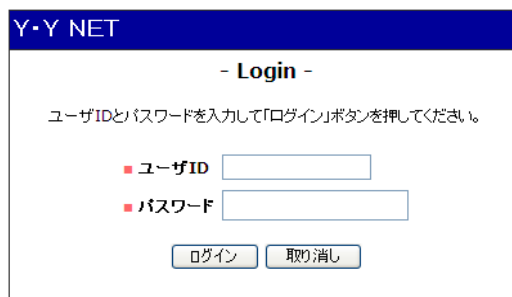 Y・Y NET
- Login -
ユーザIDとパスワードを入力して「ログイン」ボタンを押してください。
■ ユーザID
■ パスワード
ログイン 取り消し